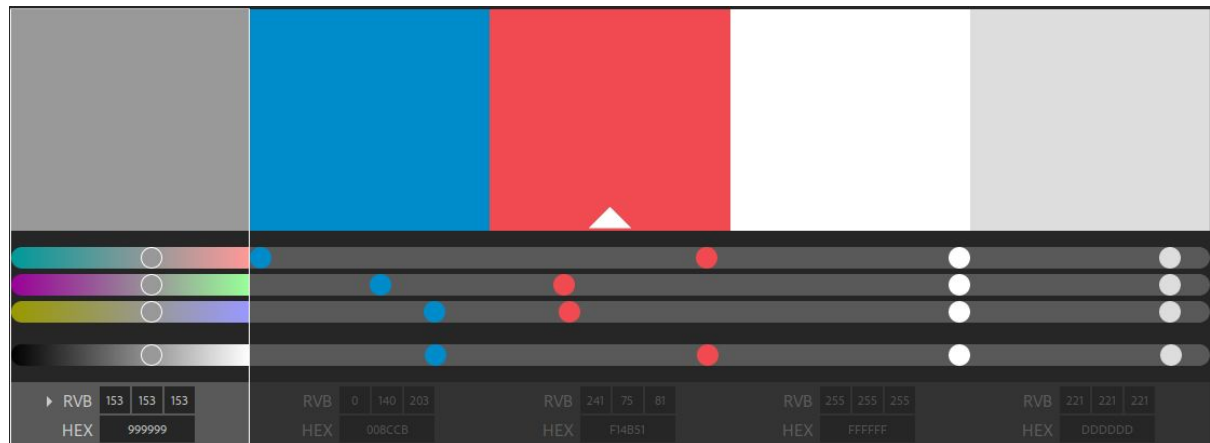 RVB 153 153 153 RVB 0 140 203 RVB 241 75 81 RVB 255 255 255 RVB 221 221 221
HEX 999999 HEX 008CCB HEX F14B51 HEX FFFFFF HEX DDDDDD